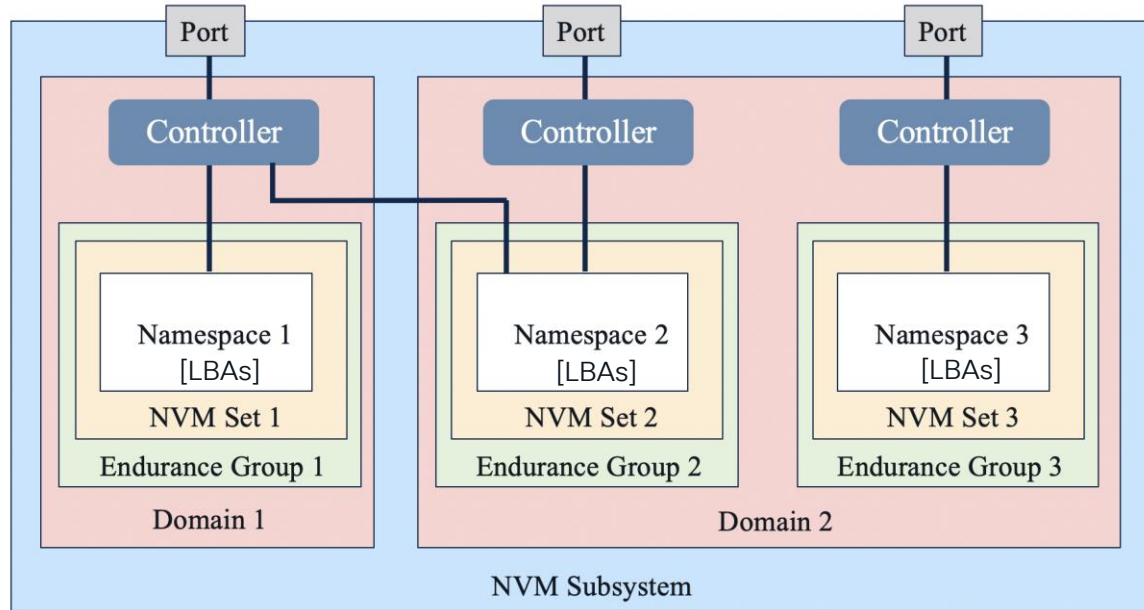 Port
Port
Port
Controller
Controller
Controller
Namespace 1
[LBAs]
NVM Set 1
Endurance Group 1
Domain 1
Namespace 2
[LBAs]
NVM Set 2
Endurance Group 2
Namespace 3
[LBAs]
NVM Set 3
Endurance Group 3
Domain 2
NVM Subsystem